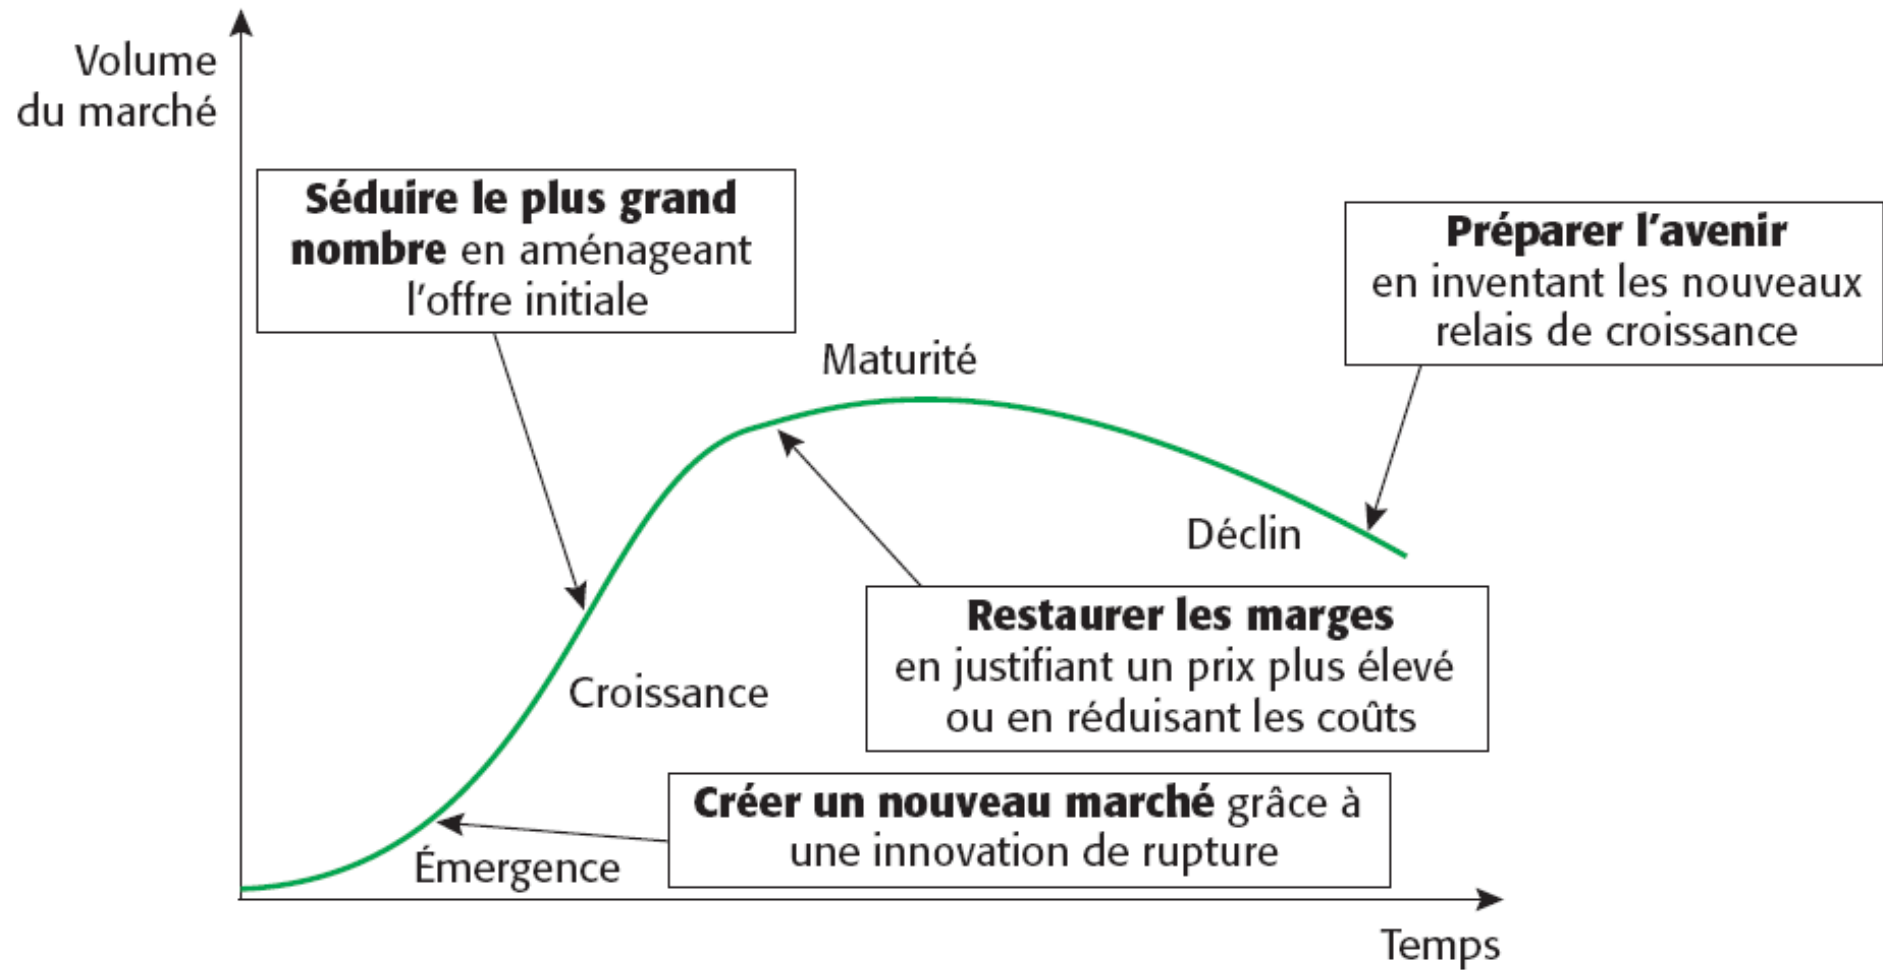 Volume
du marché
Séduire le plus grand
nombre en aménageant
l’offre initiale
Préparer l’avenir
en inventant les nouveaux
relais de croissance
Maturité
Déclin
Restaurer les marges
en justifiant un prix plus élevé
ou en réduisant les coûts
Croissance
Créer un nouveau marché grâce à
une innovation de rupture
Émergence
Temps